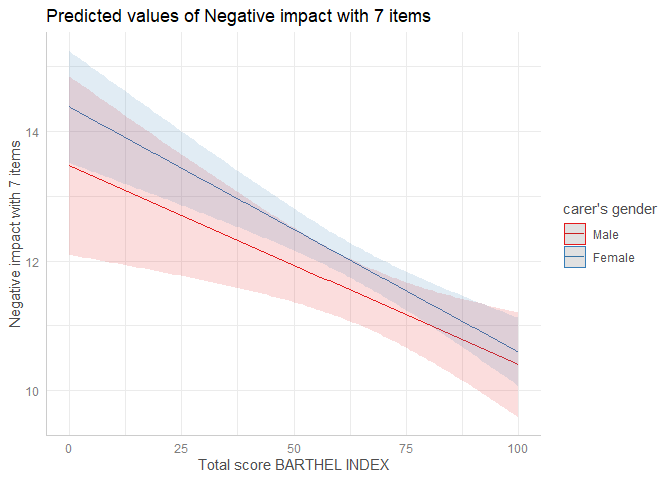 Predicted values of Negative impact with 7 items
Negative impact with 7 items
14
12
10
0
25
50
75
100
Total score BARTHEL INDEX
carer's gender
Male
Female